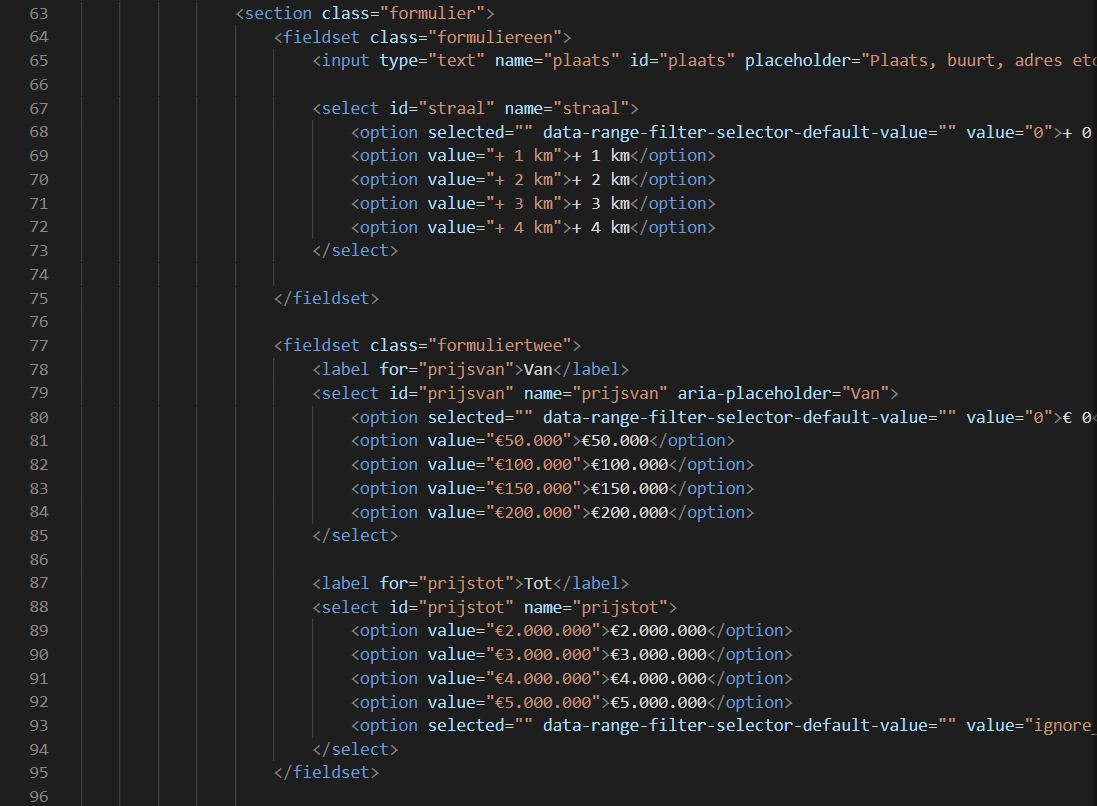 63 <section class="formulier">
64 <fieldset class="formuliereen">
65 <input type="text" name="plaats" id="plaats" placeholder="Plaats, buurt, adres etc
66
67 <select id="straal" name="straal">
68 <option selected="" data-range-filter-selector-default-value="" value="0">+ 0
69 <option value="+ 1 km">+ 1 km</option>
70 <option value="+ 2 km">+ 2 km</option>
71 <option value="+ 3 km">+ 3 km</option>
72 <option value="+ 4 km">+ 4 km</option>
73 </select>
74
75 </fieldset>
76
77 <fieldset class="formuliertwee">
78 <label for="prijsvan">Van</label>
79 <select id="prijsvan" name="prijsvan" aria-placeholder="Van">
80 <option selected="" data-range-filter-selector-default-value="" value="0">€ 0<
81 <option value="€50.000">€50.000</option>
82 <option value="€100.000">€100.000</option>
83 <option value="€150.000">€150.000</option>
84 <option value="€200.000">€200.000</option>
85 </select>
86
87 <label for="prijstot">Tot</label>
88 <select id="prijstot" name="prijstot">
89 <option value="€2.000.000">€2.000.000</option>
90 <option value="€3.000.000">€3.000.000</option>
91 <option value="€4.000.000">€4.000.000</option>
92 <option value="€5.000.000">€5.000.000</option>
93 <option selected="" data-range-filter-selector-default-value="" value="ignore_
94 </select>
95 </fieldset>
96